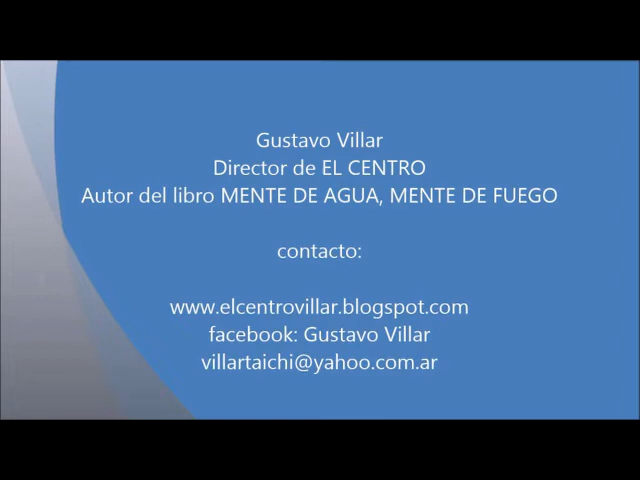 Gustavo Villar
Director de EL CENTRO
Autor del libro MENTE DE AGUA, MENTE DE FUEGO
contacto:
www.elcentrovillar.blogspot.com
facebook: Gustavo Villar
villartaichi@yahoo.com.ar